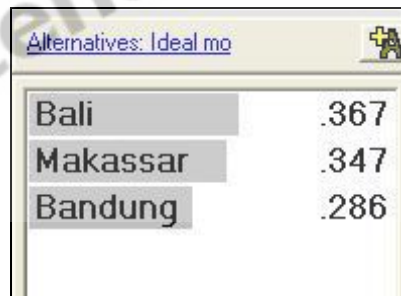 Alternatives: Ideal mo
Bali .367
Makassar .347
Bandung .286